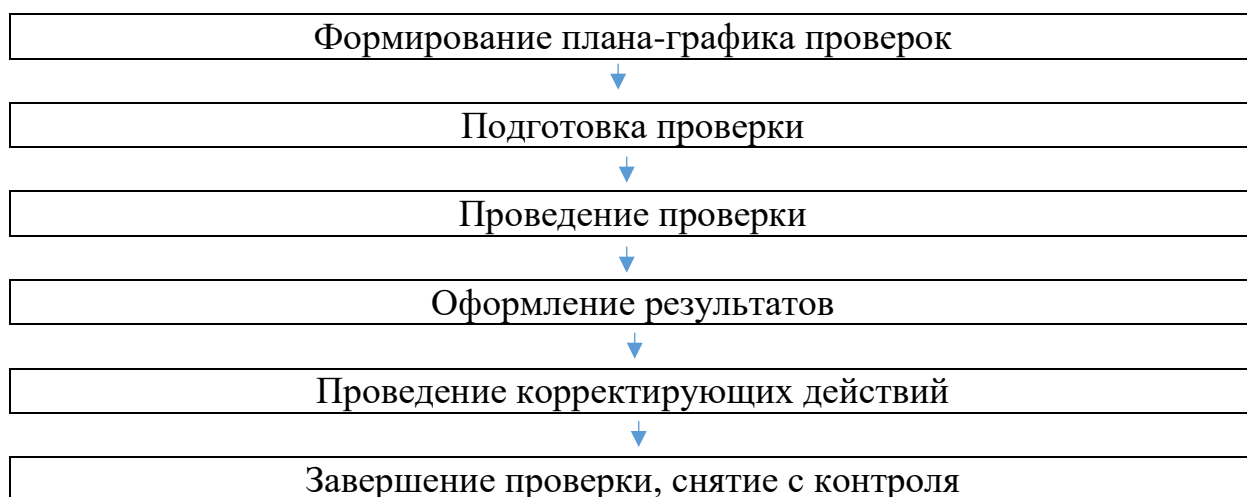 Формирование плана-графика проверок
Подготовка проверки
Проведение проверки
Оформление результатов
Проведение корректирующих действий
Завершение проверки, снятие с контроля